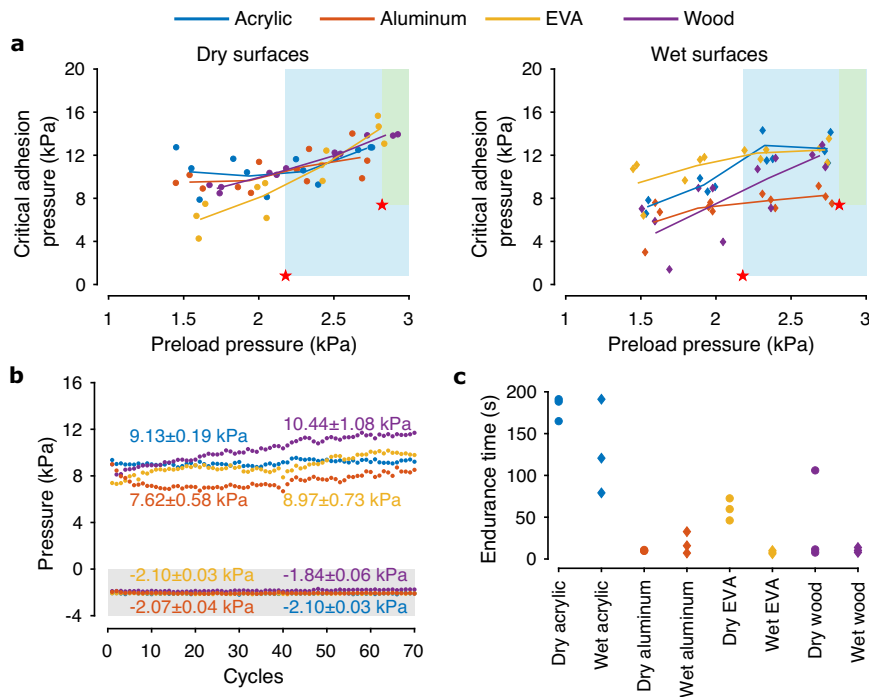 Acrylic Aluminum EVA Wood
a
Dry surfaces
Wet surfaces
Critical adhesion
pressure (kPa)
20
16
12
8
4
0
1 1.5 2 2.5 3
Preload pressure (kPa)
Critical adhesion
pressure (kPa)
20
16
12
8
4
0
1 1.5 2 2.5 3
Preload pressure (kPa)
b
Pressure (kPa)
16
12
8
4
0
-4
9.13±0.19 kPa
10.44±1.08 kPa
7.62±0.58 kPa
8.97±0.73 kPa
-2.10±0.03 kPa
-1.84±0.06 kPa
-2.07±0.04 kPa
-2.10±0.03 kPa
0 10 20 30 40 50 60 70
Cycles
c
Endurance time (s)
200
150
100
50
0
Dry acrylic
Wet acrylic
Dry aluminum
Wet aluminum
Dry EVA
Wet EVA
Dry wood
Wet wood